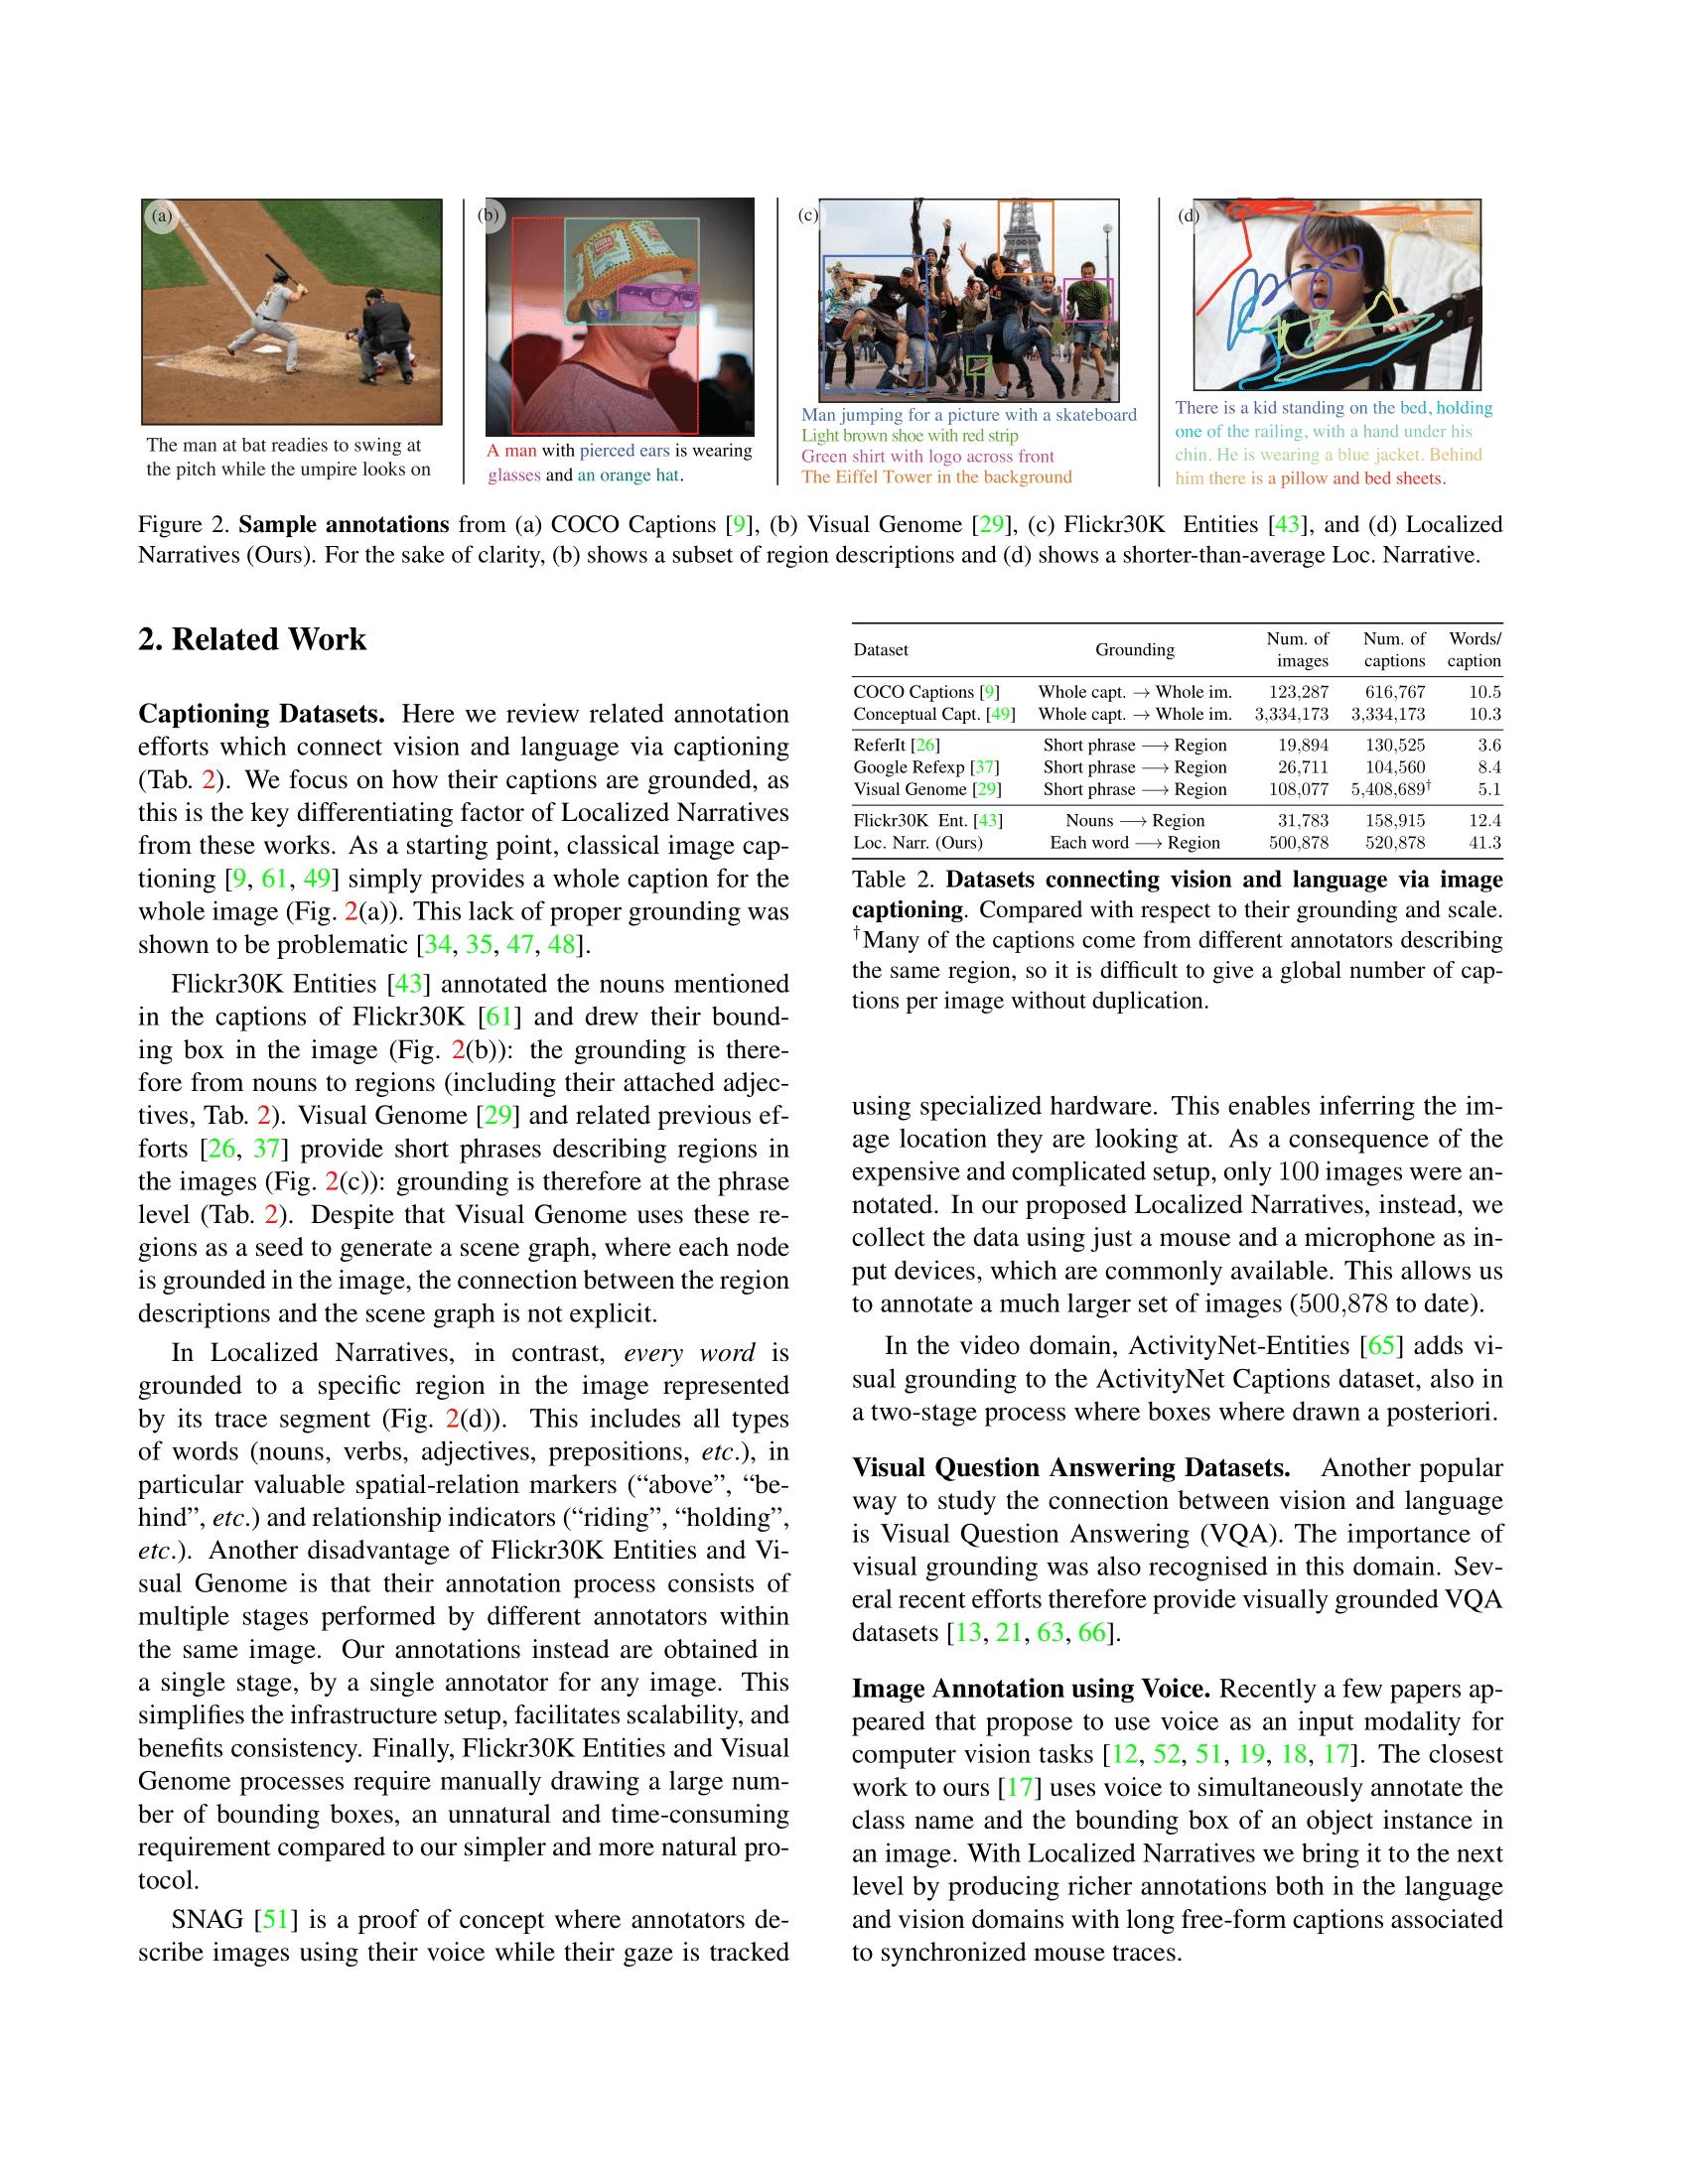 (a)
The man at bat readies to swing at
the pitch while the umpire looks on
(b)
A man with pierced ears is wearing
glasses and an orange hat.
(c)
Man jumping for a picture with a skateboard
Light brown shoe with red strip
Green shirt with logo across front
The Eiffel Tower in the background
(d)
There is a kid standing on the bed, holding
one of the railing, with a hand under his
chin. He is wearing a blue jacket. Behind
him there is a pillow and bed sheets.
Figure 2. Sample annotations from (a) COCO Captions [9], (b) Visual Genome [29], (c) Flickr30K Entities [43], and (d) Localized
Narratives (Ours). For the sake of clarity, (b) shows a subset of region descriptions and (d) shows a shorter-than-average Loc. Narrative.
2. Related Work
Captioning Datasets. Here we review related annotation
efforts which connect vision and language via captioning
(Tab. 2). We focus on how their captions are grounded, as
this is the key differentiating factor of Localized Narratives
from these works. As a starting point, classical image cap-
tioning [9, 61, 49] simply provides a whole caption for the
whole image (Fig. 2(a)). This lack of proper grounding was
shown to be problematic [34, 35, 47, 48].
Flickr30K Entities [43] annotated the nouns mentioned
in the captions of Flickr30K [61] and drew their bound-
ing box in the image (Fig. 2(b)): the grounding is there-
fore from nouns to regions (including their attached adjec-
tives, Tab. 2). Visual Genome [29] and related previous ef-
forts [26, 37] provide short phrases describing regions in
the images (Fig. 2(c)): grounding is therefore at the phrase
level (Tab. 2). Despite that Visual Genome uses these re-
gions as a seed to generate a scene graph, where each node
is grounded in the image, the connection between the region
descriptions and the scene graph is not explicit.
In Localized Narratives, in contrast, every word is
grounded to a specific region in the image represented
by its trace segment (Fig. 2(d)). This includes all types
of words (nouns, verbs, adjectives, prepositions, etc.), in
particular valuable spatial-relation markers (“above”, “be-
hind”, etc.) and relationship indicators (“riding”, “holding”,
etc.). Another disadvantage of Flickr30K Entities and Vi-
sual Genome is that their annotation process consists of
multiple stages performed by different annotators within
the same image. Our annotations instead are obtained in
a single stage, by a single annotator for any image. This
simplifies the infrastructure setup, facilitates scalability, and
benefits consistency. Finally, Flickr30K Entities and Visual
Genome processes require manually drawing a large num-
ber of bounding boxes, an unnatural and time-consuming
requirement compared to our simpler and more natural pro-
tocol.
SNAG [51] is a proof of concept where annotators de-
scribe images using their voice while their gaze is tracked
Dataset Grounding Num. of images Num. of captions Words/ caption
COCO Captions [9] Whole capt. → Whole im. 123,287 616,767 10.5
Conceptual Capt. [49] Whole capt. → Whole im. 3,334,173 3,334,173 10.3
ReferIt [26] Short phrase ⟶ Region 19,894 130,525 3.6
Google Refexp [37] Short phrase ⟶ Region 26,711 104,560 8.4
Visual Genome [29] Short phrase ⟶ Region 108,077 5,408,689† 5.1
Flickr30K Ent. [43] Nouns ⟶ Region 31,783 158,915 12.4
Loc. Narr. (Ours) Each word ⟶ Region 500,878 520,878 41.3
Table 2. Datasets connecting vision and language via image
captioning. Compared with respect to their grounding and scale.
†Many of the captions come from different annotators describing
the same region, so it is difficult to give a global number of cap-
tions per image without duplication.
using specialized hardware. This enables inferring the im-
age location they are looking at. As a consequence of the
expensive and complicated setup, only 100 images were an-
notated. In our proposed Localized Narratives, instead, we
collect the data using just a mouse and a microphone as in-
put devices, which are commonly available. This allows us
to annotate a much larger set of images (500,878 to date).
In the video domain, ActivityNet-Entities [65] adds vi-
sual grounding to the ActivityNet Captions dataset, also in
a two-stage process where boxes where drawn a posteriori.
Visual Question Answering Datasets. Another popular
way to study the connection between vision and language
is Visual Question Answering (VQA). The importance of
visual grounding was also recognised in this domain. Sev-
eral recent efforts therefore provide visually grounded VQA
datasets [13, 21, 63, 66].
Image Annotation using Voice. Recently a few papers ap-
peared that propose to use voice as an input modality for
computer vision tasks [12, 52, 51, 19, 18, 17]. The closest
work to ours [17] uses voice to simultaneously annotate the
class name and the bounding box of an object instance in
an image. With Localized Narratives we bring it to the next
level by producing richer annotations both in the language
and vision domains with long free-form captions associated
to synchronized mouse traces.